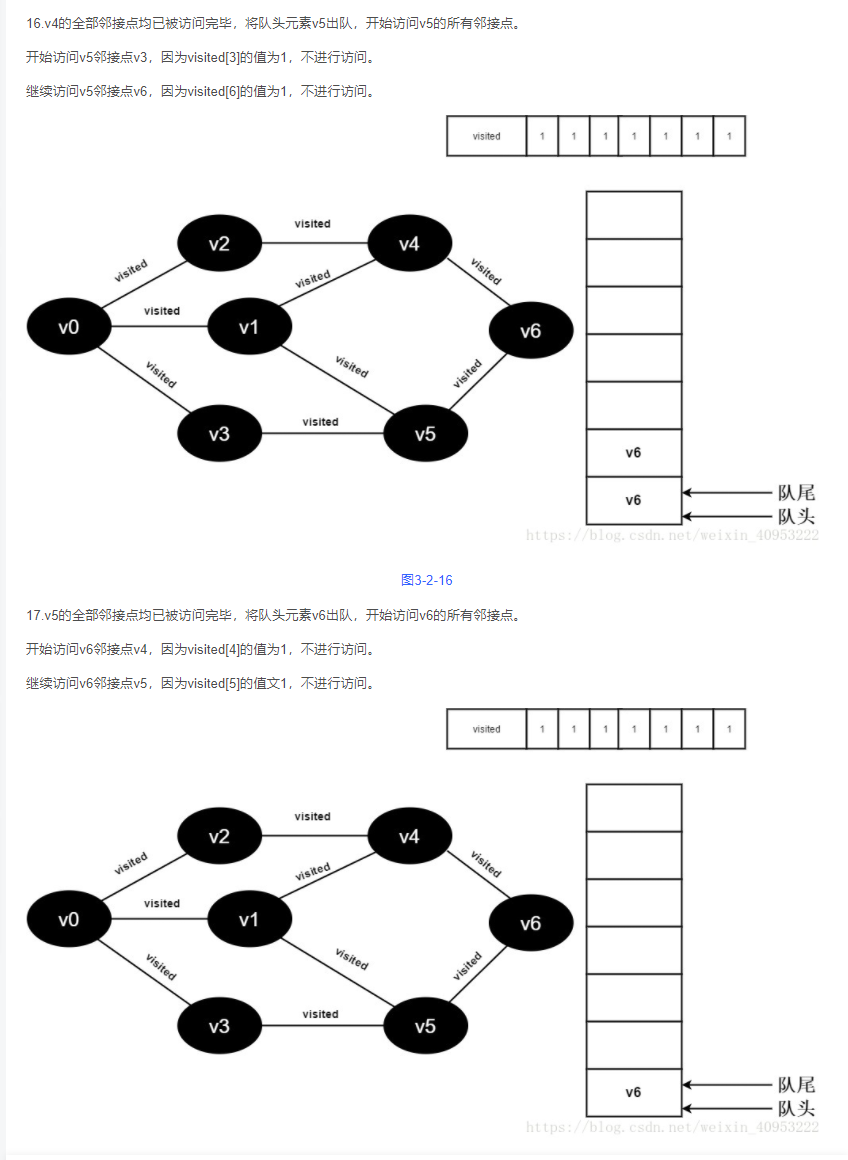 16.v4的全部邻接点均已被访问完毕，将队头元素v5出队，开始访问v5的所有邻接点。
开始访问v5邻接点v3，因为visited[3]的值为1，不进行访问。
继续访问v5邻接点v6，因为visited[6]的值为1，不进行访问。
visited 1 1 1 1 1 1 1
visited
v2 v4
visited visited
visited
v0 visited v1 v6
visited visited visited
v3 visited v5
v6
v6
队尾
队头
https://blog.csdn.net/weixin_40953222
图3-2-16
17.v5的全部邻接点均已被访问完毕，将队头元素v6出队，开始访问v6的所有邻接点。
开始访问v6邻接点v4，因为visited[4]的值为1，不进行访问。
继续访问v6邻接点v5，因为visited[5]的值文1，不进行访问。
visited 1 1 1 1 1 1 1
visited
v2 v4
visited visited
visited
v0 visited v1 v6
visited visited visited
v3 visited v5
v6
队尾
队头
https://blog.csdn.net/weixin_40953222